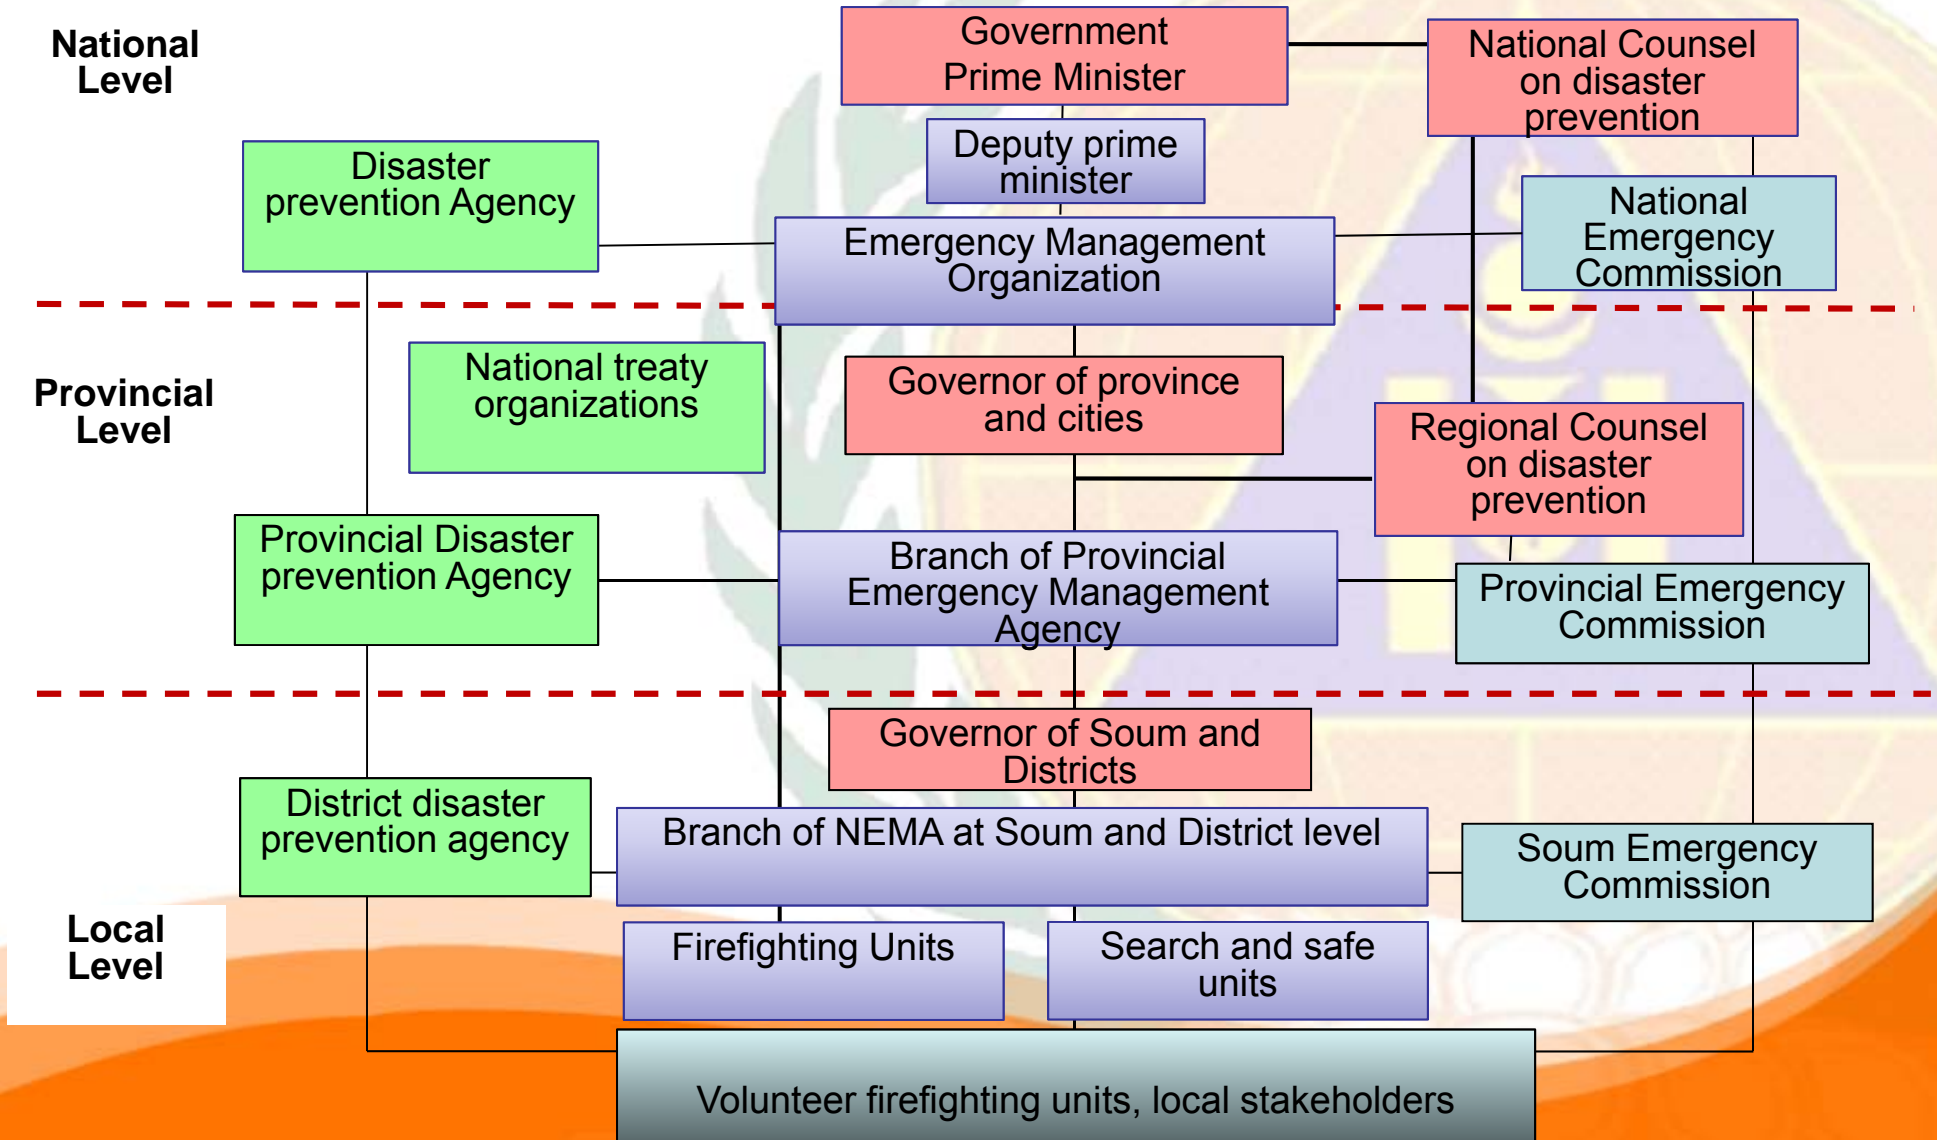 National
Level
Government
Prime Minister
National Counsel
on disaster
prevention
Deputy prime
minister
Disaster
prevention Agency
National
Emergency
Commission
Emergency Management
Organization
Provincial
Level
National treaty
organizations
Governor of province
and cities
Regional Counsel
on disaster
prevention
Provincial Disaster
prevention Agency
Branch of Provincial
Emergency Management
Agency
Provincial Emergency
Commission
Governor of Soum and
Districts
District disaster
prevention agency
Branch of NEMA at Soum and District level
Soum Emergency
Commission
Local
Level
Firefighting Units
Search and safe
units
Volunteer firefighting units, local stakeholders